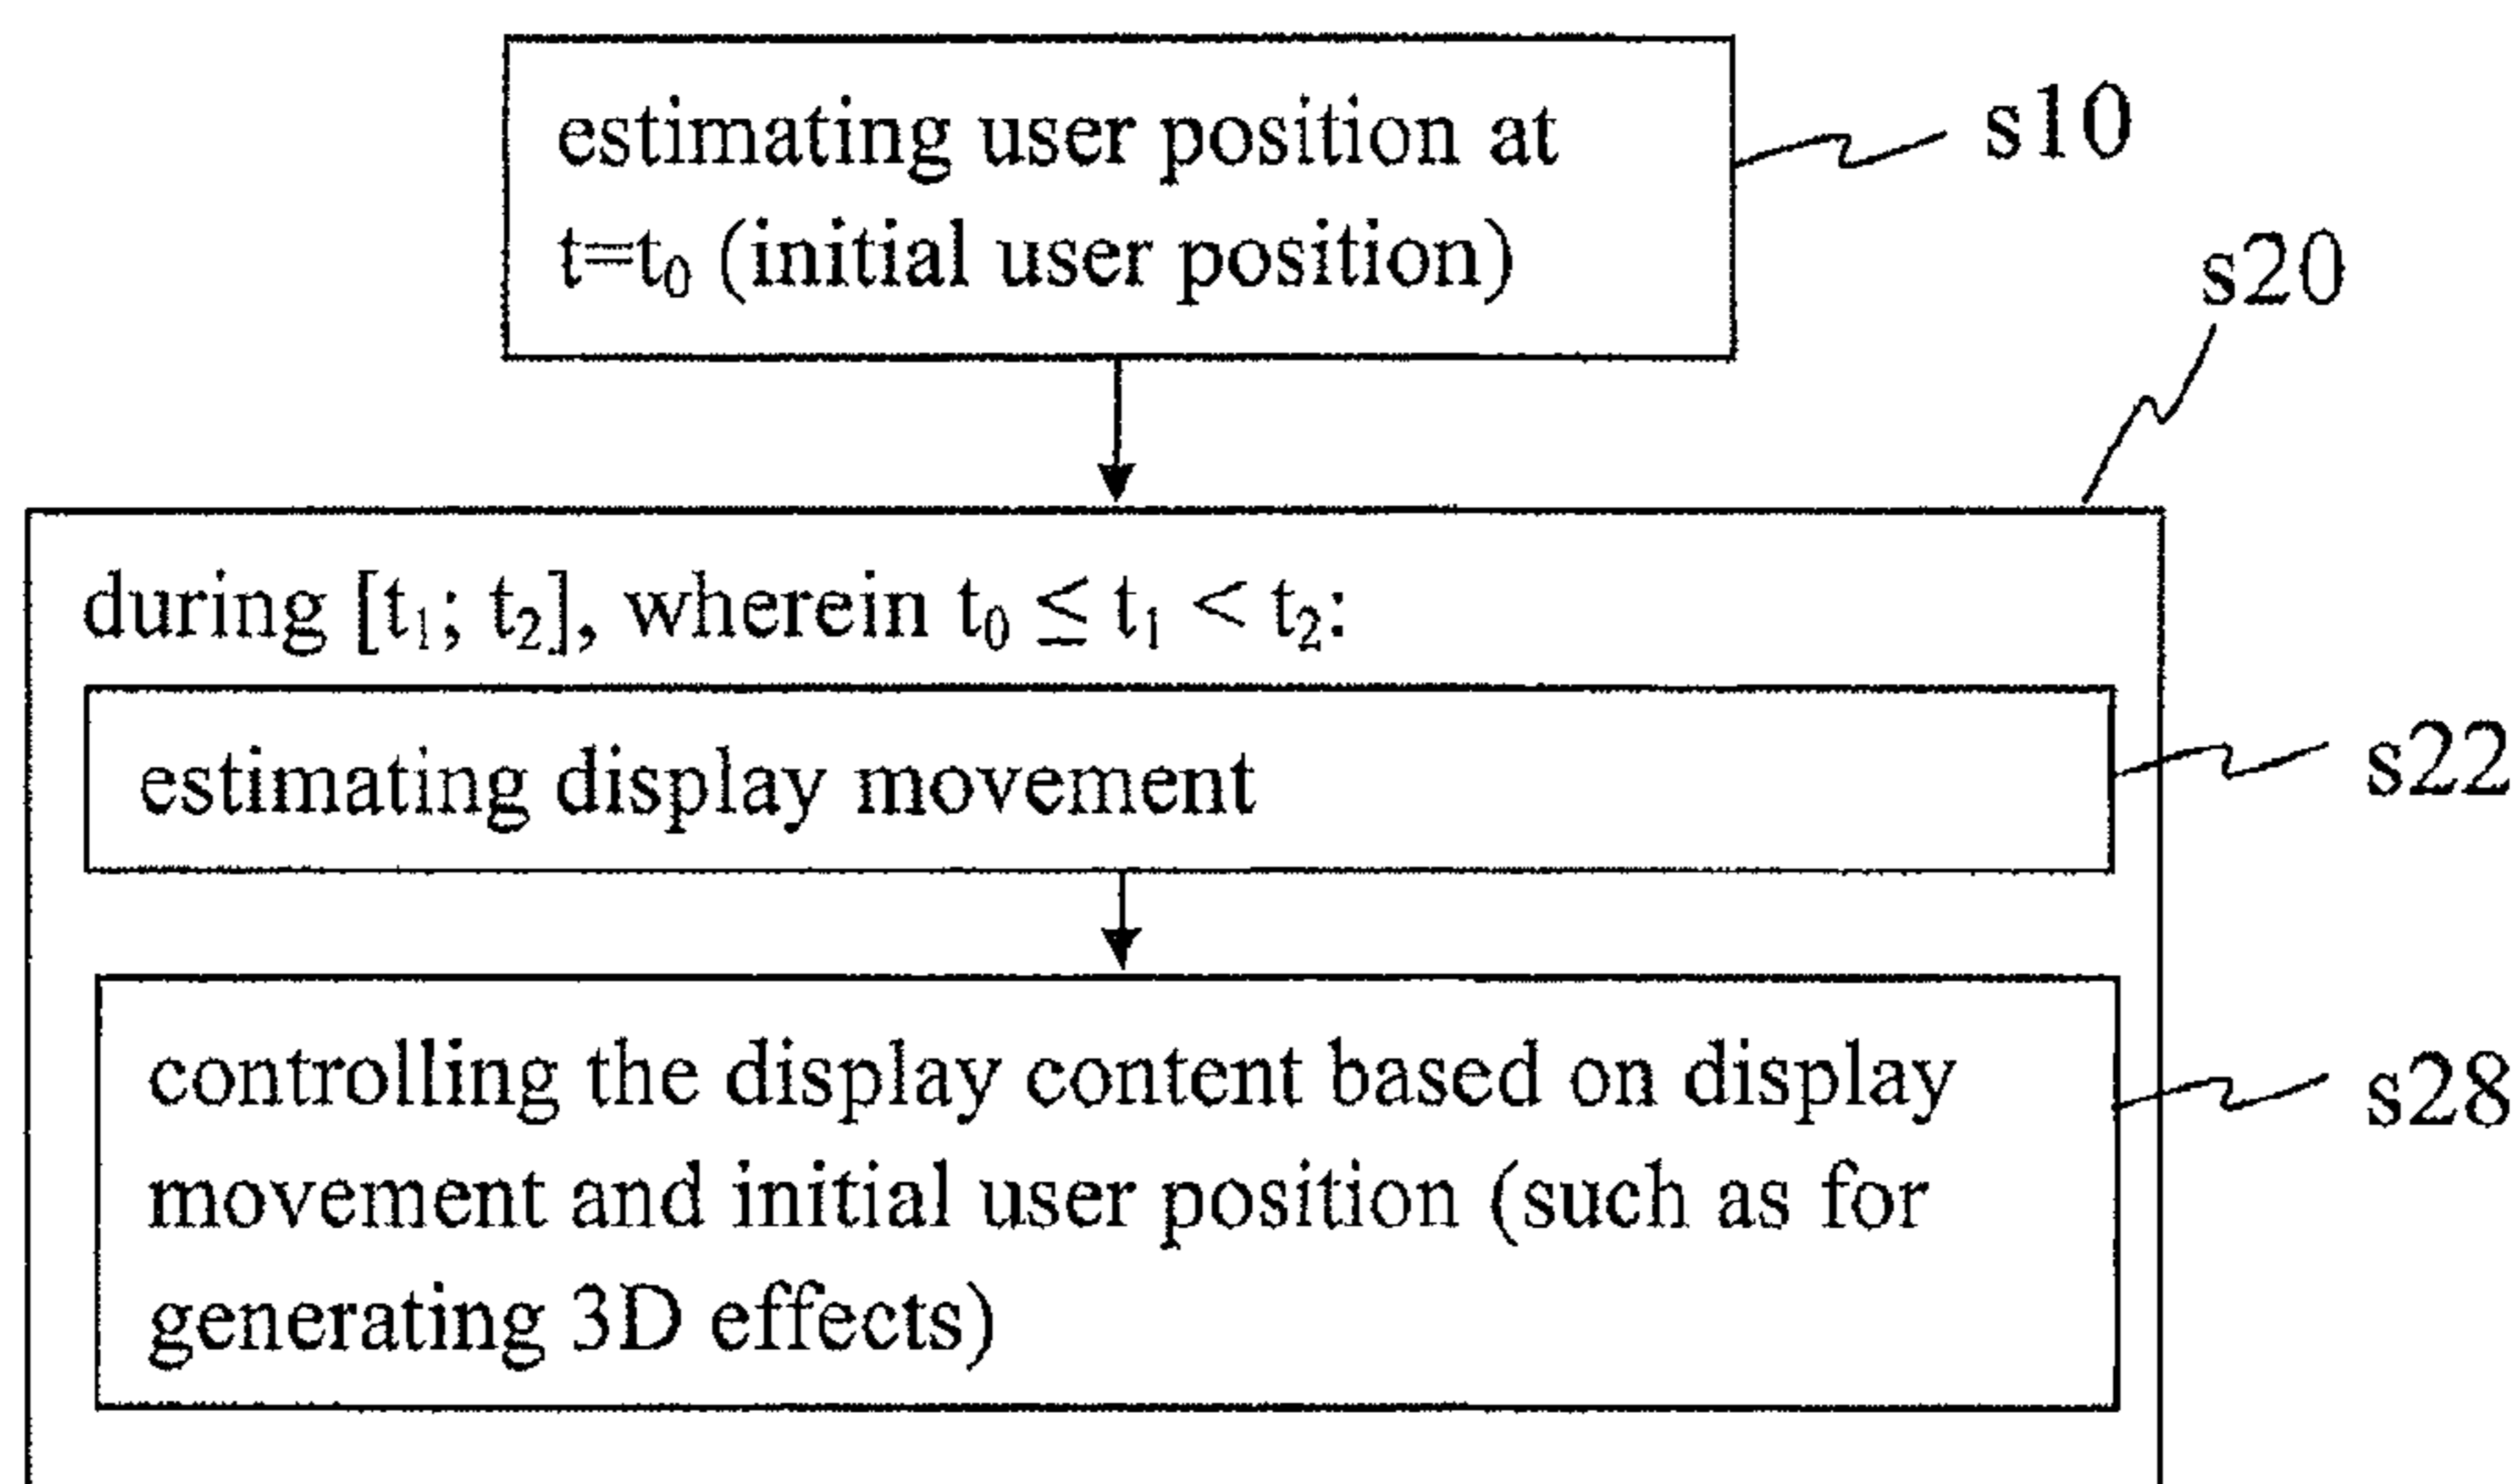 estimating user position at
t=t₀ (initial user position)
s10
s20
during [t₁; t₂], wherein t₀ ≤ t₁ < t₂:
estimating display movement
s22
controlling the display content based on display
movement and initial user position (such as for
generating 3D effects)
s28